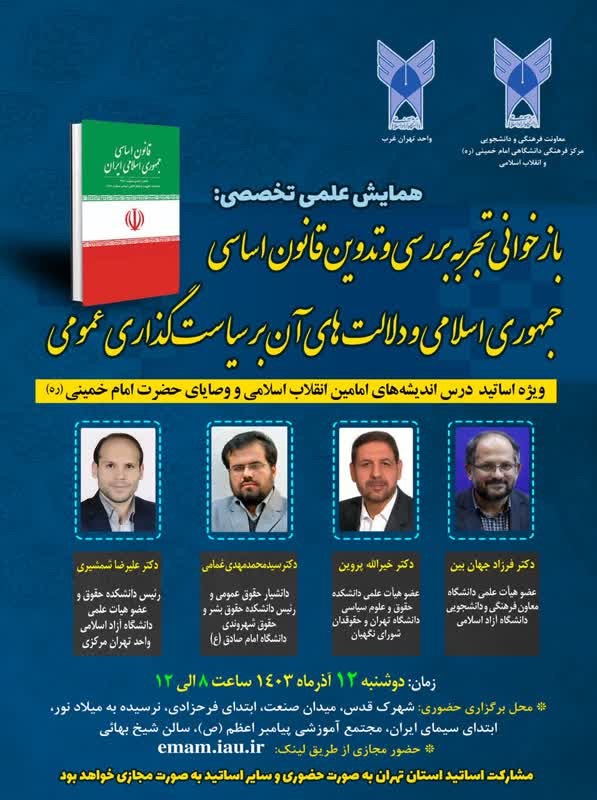 معاونت فرهنگی و دانشجویی
مرکز فرهنگی دانشگاهی امام خمینی (ره)
و انقلاب اسلامی
واحد تهران غرب
قانون اساسی
جمهوری اسلامی ایران
همایش علمی تخصصی:
بازخوانی تجربه بررسی و تدوین قانون اساسی
جمهوری اسلامی و دلالت های آن بر سیاست گذاری عمومی
ویژه اساتید درس اندیشه‌های امامین انقلاب اسلامی و وصایای حضرت امام خمینی (ره)
دکتر فرزاد جهان بین
عضو هیأت علمی دانشگاه
معاون فرهنگی و دانشجویی
دانشگاه آزاد اسلامی
دکتر خیرالله پروین
عضو هیات علمی دانشکده
حقوق و علوم سیاسی
دانشگاه تهران و حقوقدان
شورای نگهبان
دکتر سیدمحمدمهدی غمامی
دانشیار حقوق عمومی و
رئیس دانشکده حقوق بشر و
حقوق شهروندی
دانشگاه امام صادق (ع)
دکتر علیرضا شمشیری
رئیس دانشکده حقوق و
عضو هیات علمی
دانشگاه آزاد اسلامی
واحد تهران مرکزی
زمان: دوشنبه ۱۲ آذرماه ۱۴۰۳ ساعت ۸ الی ۱۲
محل برگزاری حضوری: شهرک قدس، میدان صنعت، ابتدای فرحزادی، نرسیده به میلاد نور،
ابتدای سیمای ایران، مجتمع آموزشی پیامبر اعظم (ص)، سالن شیخ بهائی
حضور مجازی از طریق لینک: emam.iau.ir
مشارکت اساتید استان تهران به صورت حضوری و سایر اساتید به صورت مجازی خواهد بود